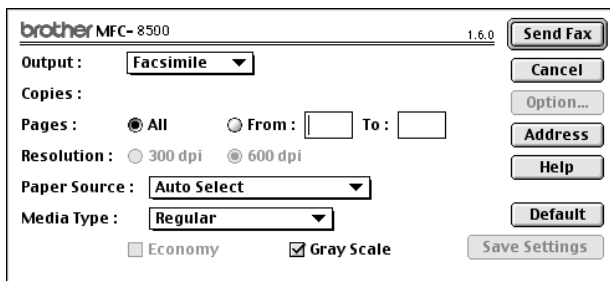 brother MFC- 8500 1.6.0 Send Fax
Output : Facsimile Cancel
Copies : Option...
Pages : All From : To : Address
Resolution : 300 dpi 600 dpi Help
Paper Source : Auto Select
Media Type : Regular Default
Economy Gray Scale Save Settings